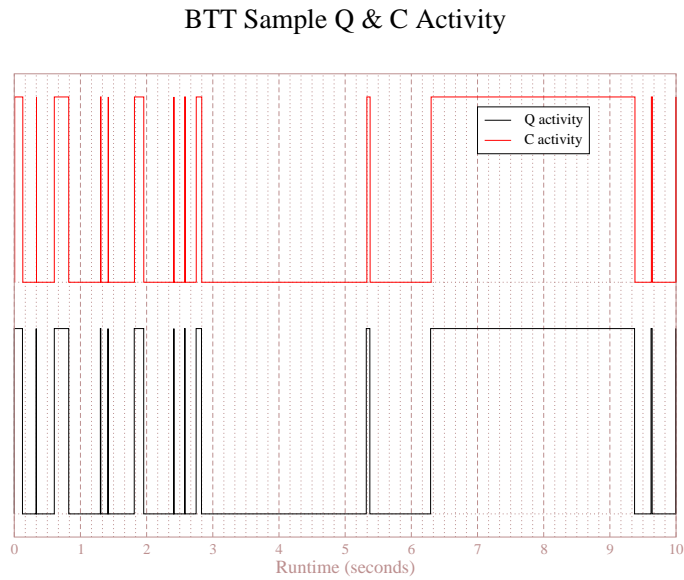 BTT Sample Q & C Activity
Q activity
C activity
0 1 2 3 4 5 6 7 8 9 10
Runtime (seconds)